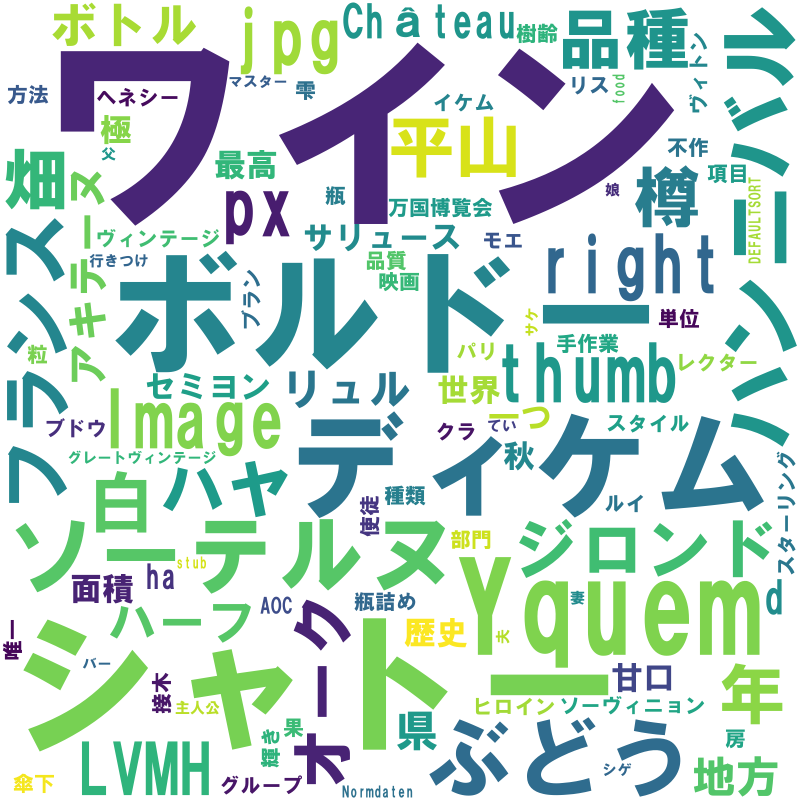 ボトル
jpg
Château
樹齢
品種
ハンニバル
ワイン
方法
ヘネシー
マスター
雫
イケム
リス
food
ヴィトン
極
平山
不作
父
最高
瓶
娘
樽
項目
DEFAULTSORT
畑
px
万国博覧会
ヌーヴ
ヴィンテージ
サリュース
モエ
行きつけ
品質
映画
right
フランス
アキテーヌ
ボルドー
ブラン
サケ
単位
粒
手作業
パリ
レクター
セミヨン
リュル
世界
thumb
Image
一つ
ブドウ
クラ
てい
スタイル
グレートヴィンテージ
ディケム
秋
白
ハヤ
種類
使徒
ルイ
スターリング
ソーテルヌ
部門
ジロンド
stub
面積
ha
Yquem
d
妻
ハーフ
AOC
瓶詰め
オーク
歴史
夫
唯一
シャトー
バー
接木
甘口
年
主人公
ヒロイン
ソーヴィニョン
果
輝き
県
ぶどう
房
LVMH
傘下
グループ
Normdaten
シゲ
地方